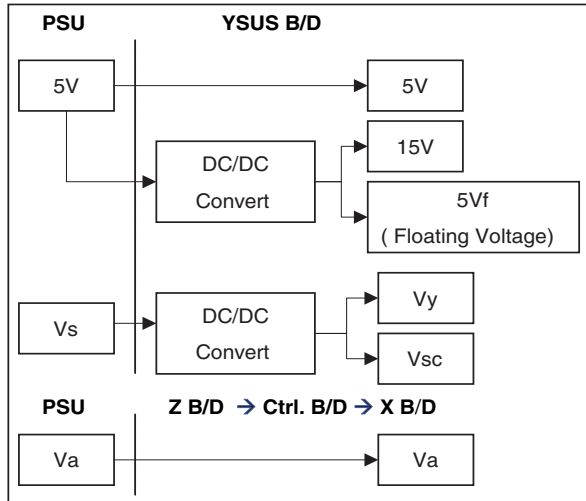 PSU YSUS B/D
5V 5V
15V
DC/DC
Convert
5Vf
( Floating Voltage)
Vs
DC/DC
Convert
Vy
Vsc
PSU Z B/D → Ctrl. B/D → X B/D
Va Va